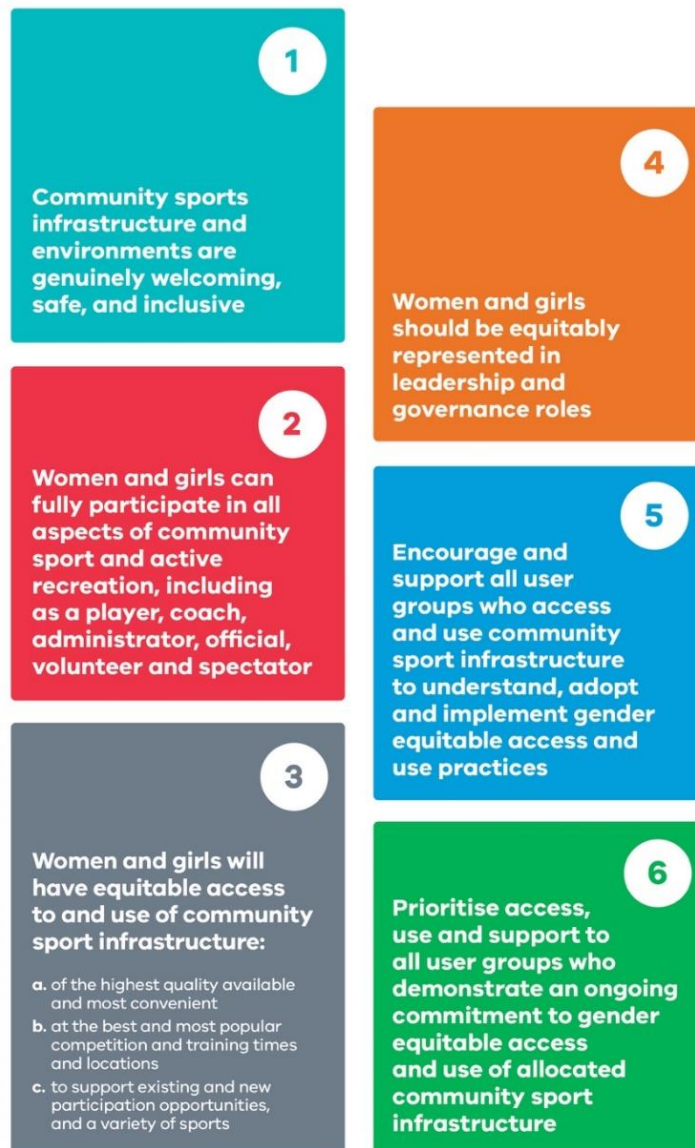 1
Community sports
infrastructure and
environments are
genuinely welcoming,
safe, and inclusive
2
Women and girls can
fully participate in all
aspects of community
sport and active
recreation, including
as a player, coach,
administrator, official,
volunteer and spectator
3
Women and girls will
have equitable access
to and use of community
sport infrastructure:
a. of the highest quality available
and most convenient
b. at the best and most popular
competition and training times
and locations
c. to support existing and new
participation opportunities,
and a variety of sports
4
Women and girls
should be equitably
represented in
leadership and
governance roles
5
Encourage and
support all user
groups who access
and use community
sport infrastructure
to understand, adopt
and implement gender
equitable access and
use practices
6
Prioritise access,
use and support to
all user groups who
demonstrate an ongoing
commitment to gender
equitable access
and use of allocated
community sport
infrastructure